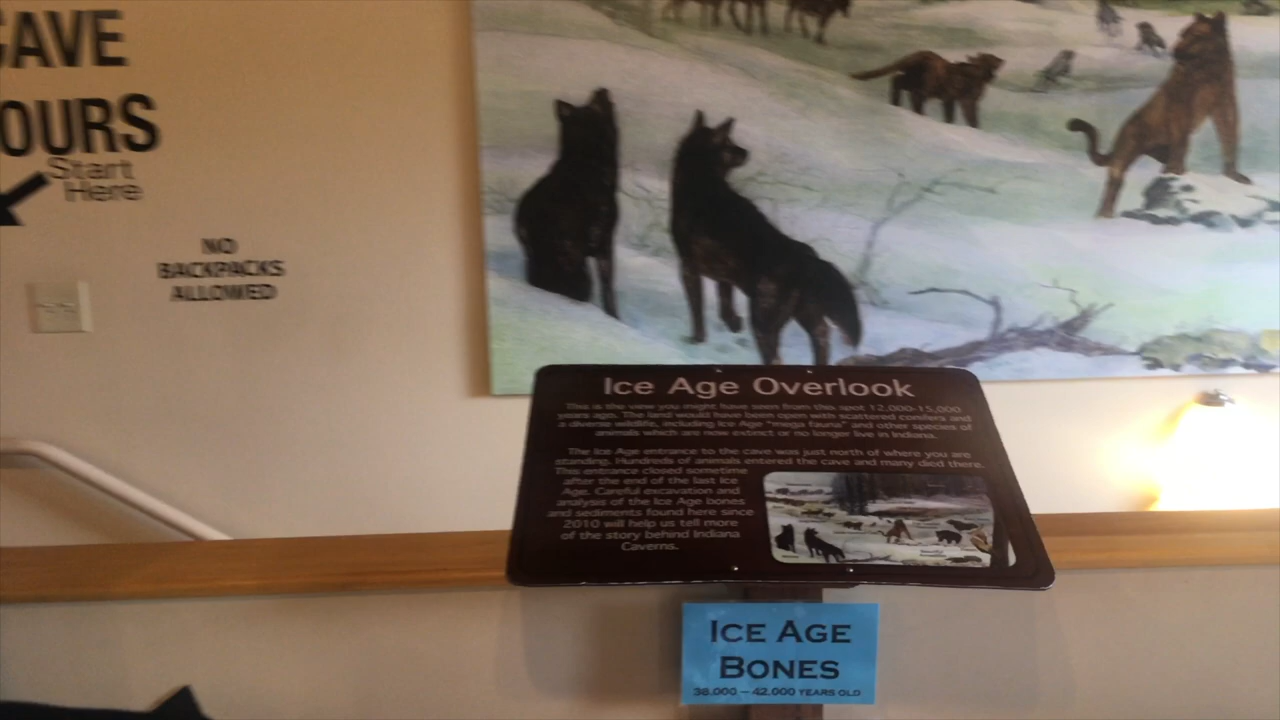 CAVE
OURS
Start
Here
NO
BACKPACKS
ALLOWED
Ice Age Overlook
This is the view you might have seen from this spot 12,000-15,000
years ago. The land would have been open with scattered conifers and
a diverse wildlife, including Ice Age "mega fauna" and other species of
animals which are now extinct or no longer live in Indiana.
The Ice Age entrance to the cave was just north of where you are
standing. Hundreds of animals entered the cave and many died there.
This entrance closed sometime
after the end of the last Ice
Age. Careful excavation and
analysis of the Ice Age bones
and sediments found here since
2010 will help us tell more
of the story behind Indiana
Caverns.
ICE AGE
BONES
38,000 – 42,000 YEARS OLD